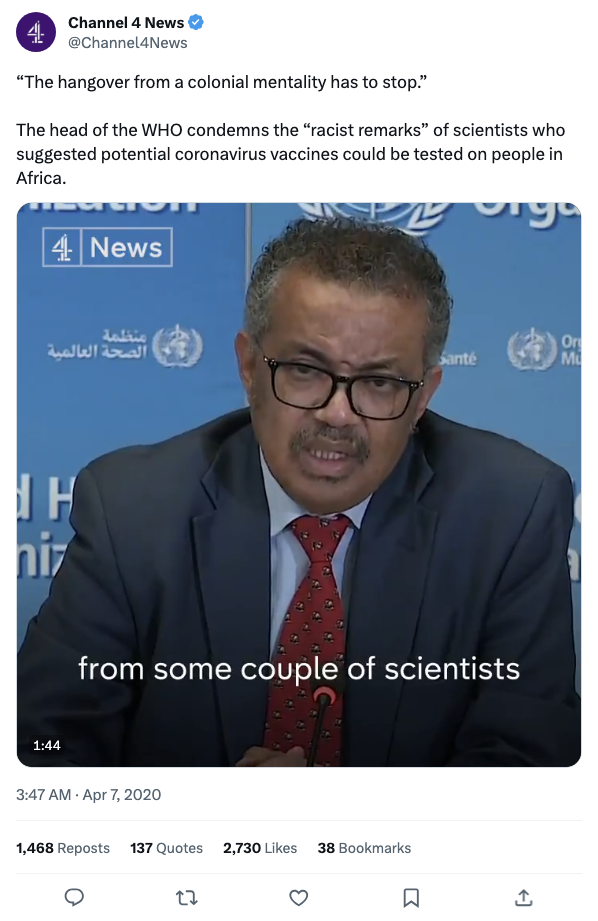 Channel 4 News
@Channel4News
“The hangover from a colonial mentality has to stop.”
The head of the WHO condemns the “racist remarks” of scientists who
suggested potential coronavirus vaccines could be tested on people in
Africa.
4 News
منظمة
الصحة العالمية
Santé
from some couple of scientists
1:44
3:47 AM · Apr 7, 2020
1,468 Reposts 137 Quotes 2,730 Likes 38 Bookmarks